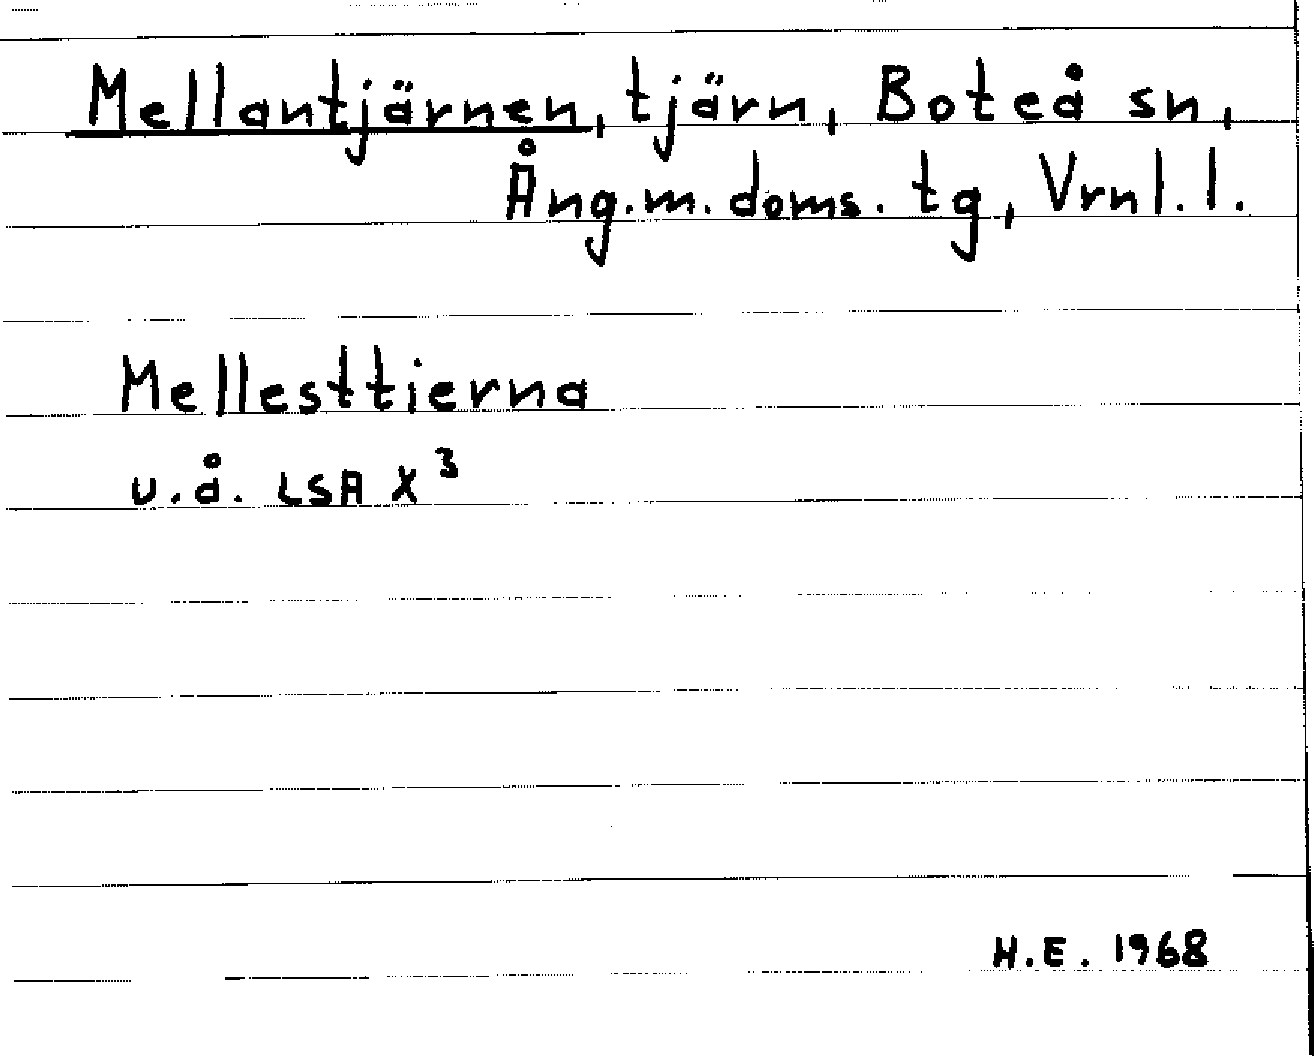 Mellantjärnen, tjärn, Boteå sn,
Ång.m. doms. tg, Vrnl. l.
Mellesttierna
u.å. LSA X³
H.E. 1968